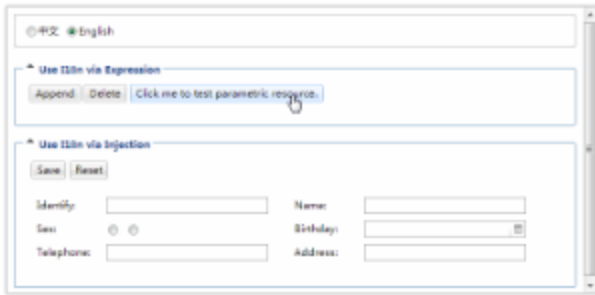 中文 English
Use I18n via Expression
Append Delete Click me to test parametric resource.
Use I18n via Injection
Save Reset
Identify: Name:
Sex: Birthday:
Telephone: Address: